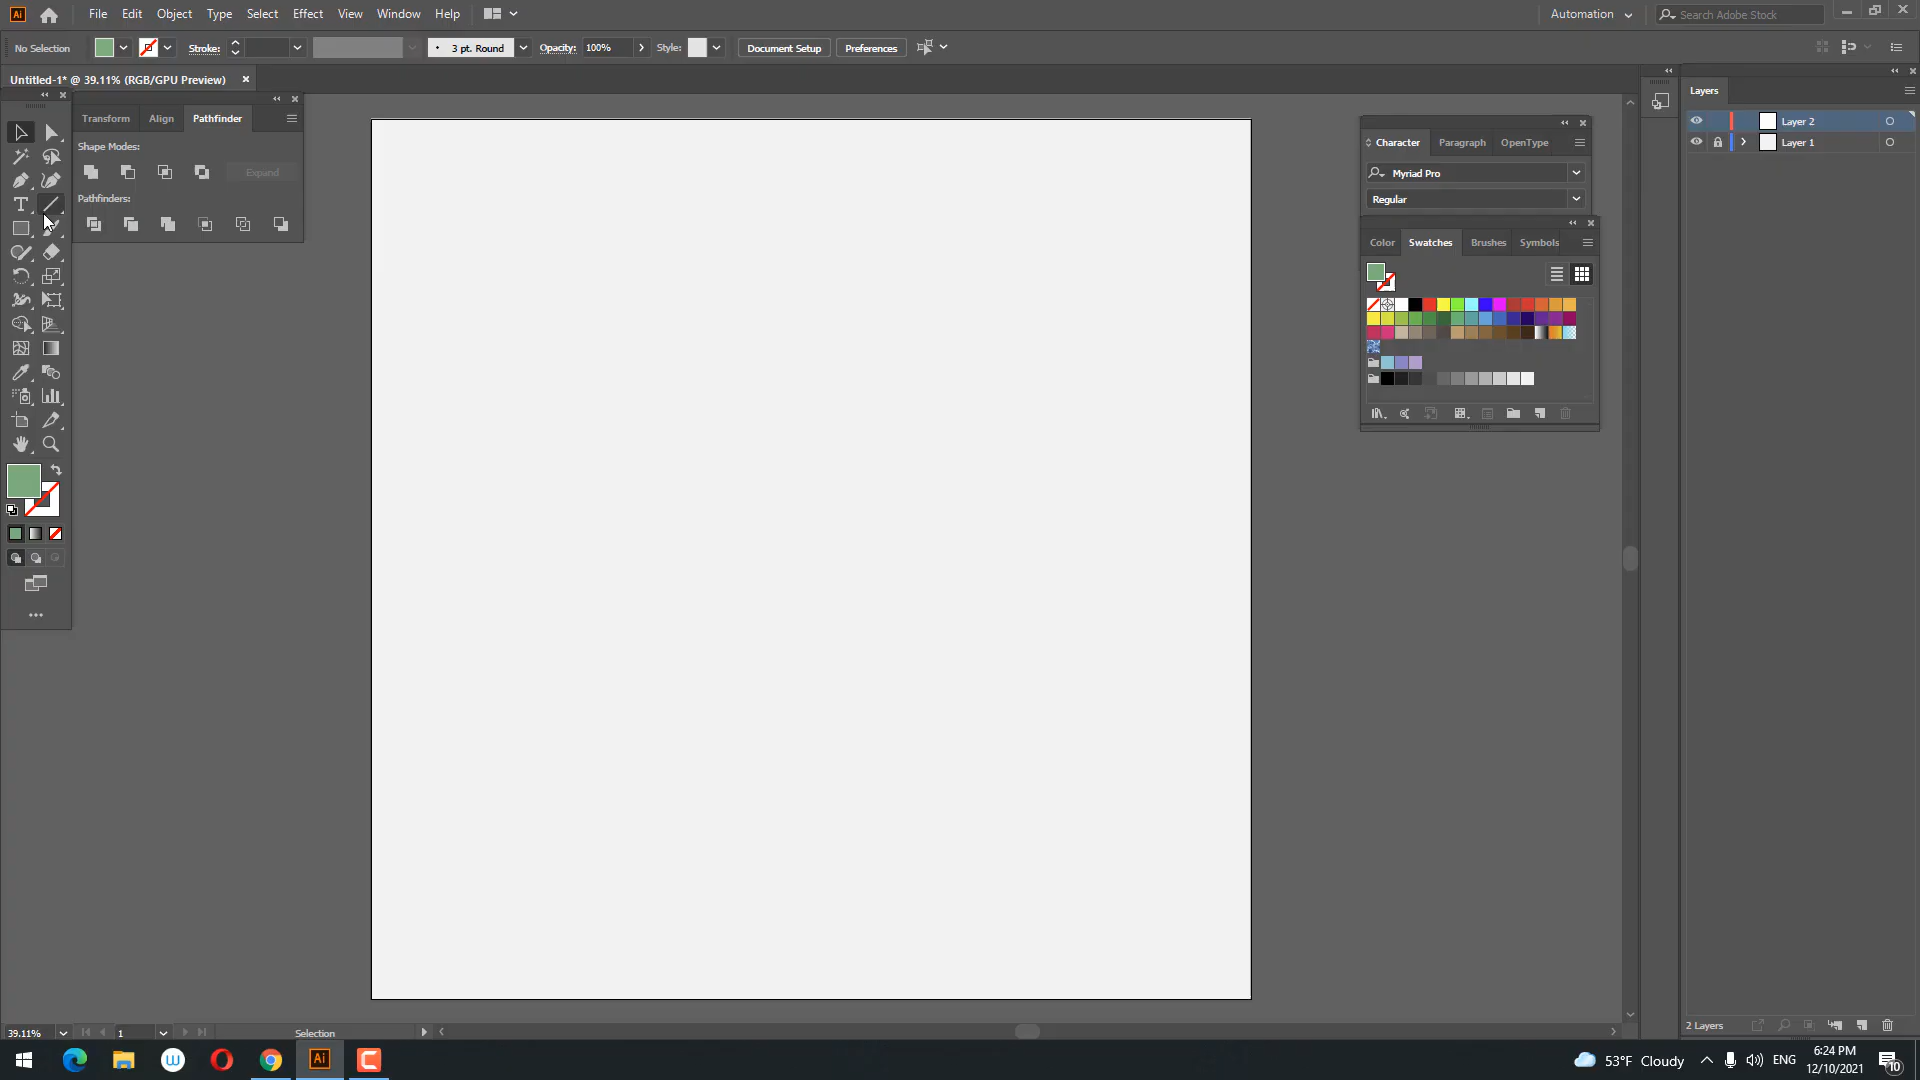 Ai File Edit Object Type Select Effect View Window Help Automation Search Adobe Stock
No Selection Stroke: 3 pt. Round Opacity: 100% Style: Document Setup Preferences
Untitled-1* @ 39.11% (RGB/GPU Preview)
Layers
Transform Align Pathfinder
Shape Modes:
Expand
Pathfinders:
Layer 2
Layer 1
Character Paragraph OpenType
Myriad Pro
Regular
Color Swatches Brushes Symbols
T
39.11% 1 Selection
2 Layers
Ai 53°F Cloudy ENG 6:24 PM
12/10/2021
10